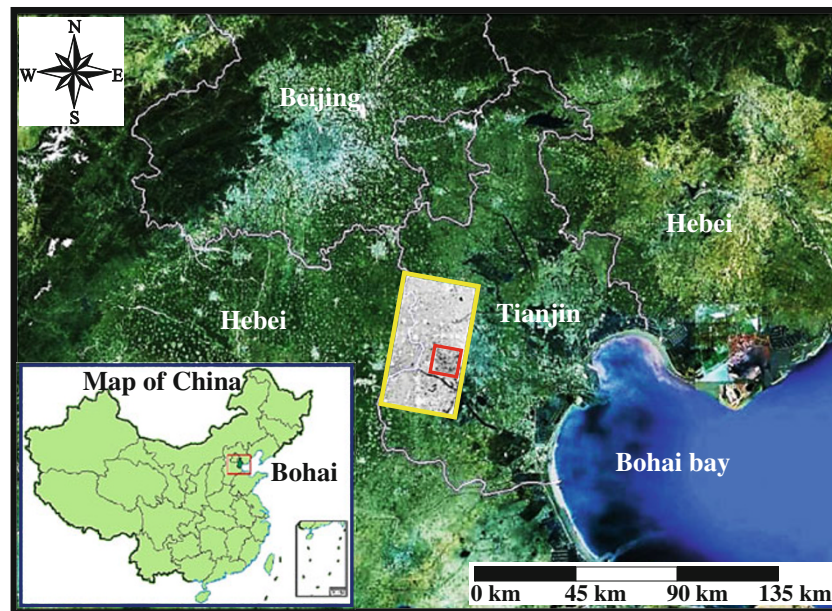 N
W E
S
Beijing
Hebei
Hebei
Tianjin
Map of China
Bohai
Bohai bay
0 km 45 km 90 km 135 km